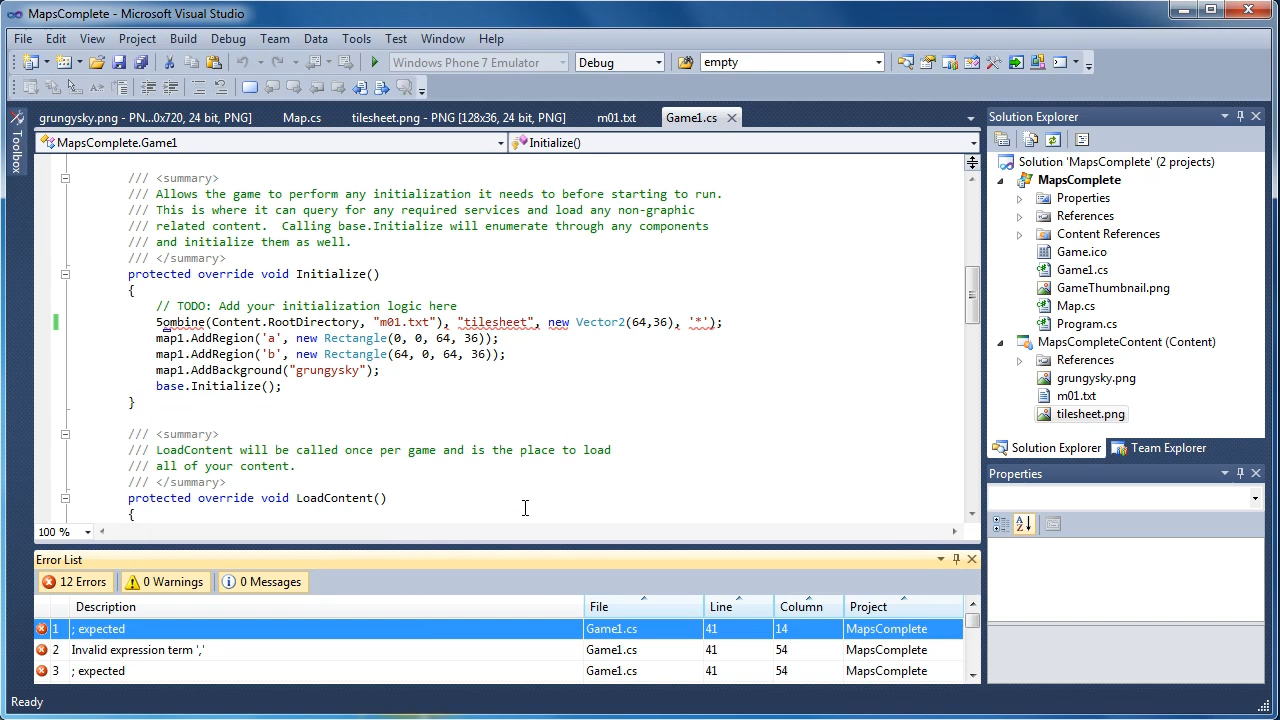 MapsComplete - Microsoft Visual Studio
File Edit View Project Build Debug Team Data Tools Test Window Help
Windows Phone 7 Emulator Debug empty
grungysky.png - PN...0x720, 24 bit, PNG] Map.cs tilesheet.png - PNG [128x36, 24 bit, PNG] m01.txt Game1.cs
MapsComplete.Game1 Initialize()
Toolbox
/// <summary>
/// Allows the game to perform any initialization it needs to before starting to run.
/// This is where it can query for any required services and load any non-graphic
/// related content.  Calling base.Initialize will enumerate through any components
/// and initialize them as well.
/// </summary>
protected override void Initialize()
{
// TODO: Add your initialization logic here
5ombine(Content.RootDirectory, "m01.txt"), "tilesheet", new Vector2(64,36), '*');
map1.AddRegion('a', new Rectangle(0, 0, 64, 36));
map1.AddRegion('b', new Rectangle(64, 0, 64, 36));
map1.AddBackground("grungysky");
base.Initialize();
}
/// <summary>
/// LoadContent will be called once per game and is the place to load
/// all of your content.
/// </summary>
protected override void LoadContent()
{
100 %
Solution Explorer
Solution 'MapsComplete' (2 projects)
MapsComplete
Properties
References
Content References
Game.ico
Game1.cs
GameThumbnail.png
Map.cs
Program.cs
MapsCompleteContent (Content)
References
grungysky.png
m01.txt
tilesheet.png
Solution Explorer Team Explorer
Properties
Error List
12 Errors 0 Warnings 0 Messages
Description File Line Column Project
1 ; expected Game1.cs 41 14 MapsComplete
2 Invalid expression term ',' Game1.cs 41 54 MapsComplete
3 ; expected Game1.cs 41 54 MapsComplete
Ready